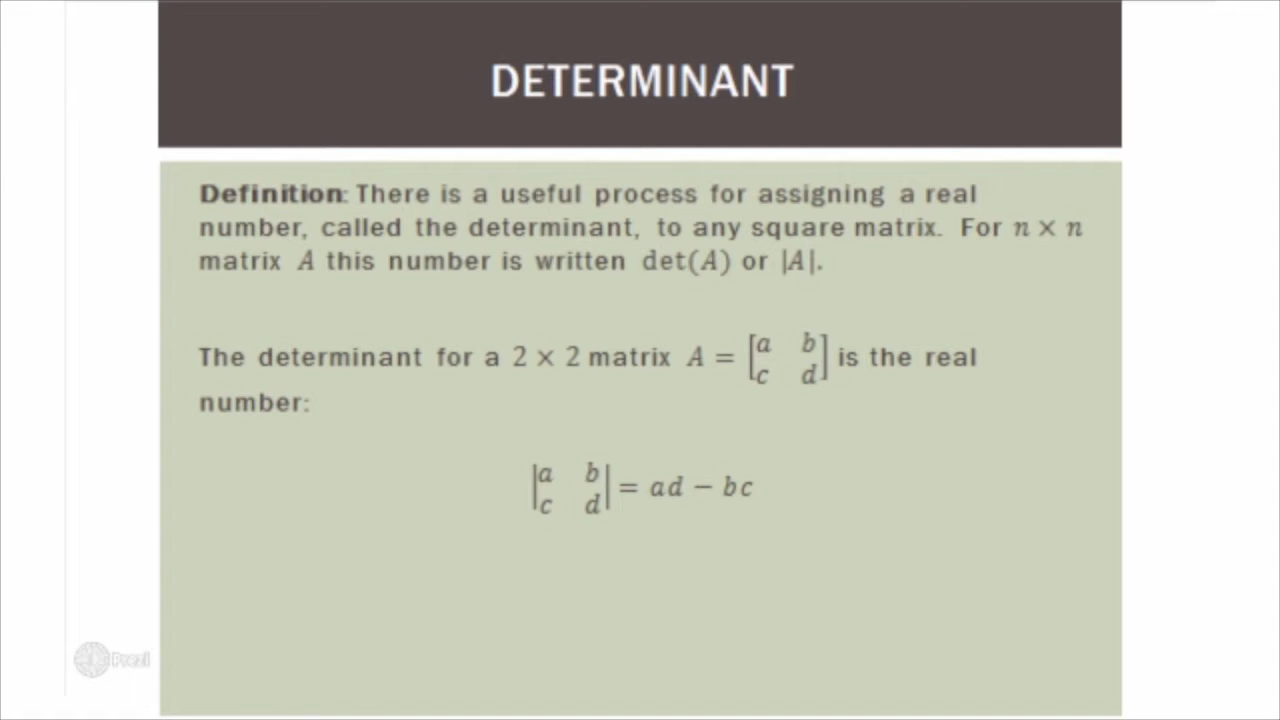 DETERMINANT
Definition: There is a useful process for assigning a real
number, called the determinant, to any square matrix. For n × n
matrix A this number is written det(A) or |A|.
The determinant for a 2 × 2 matrix A = [a b
c d] is the real
number:
|a b
c d| = ad − bc
Prezi